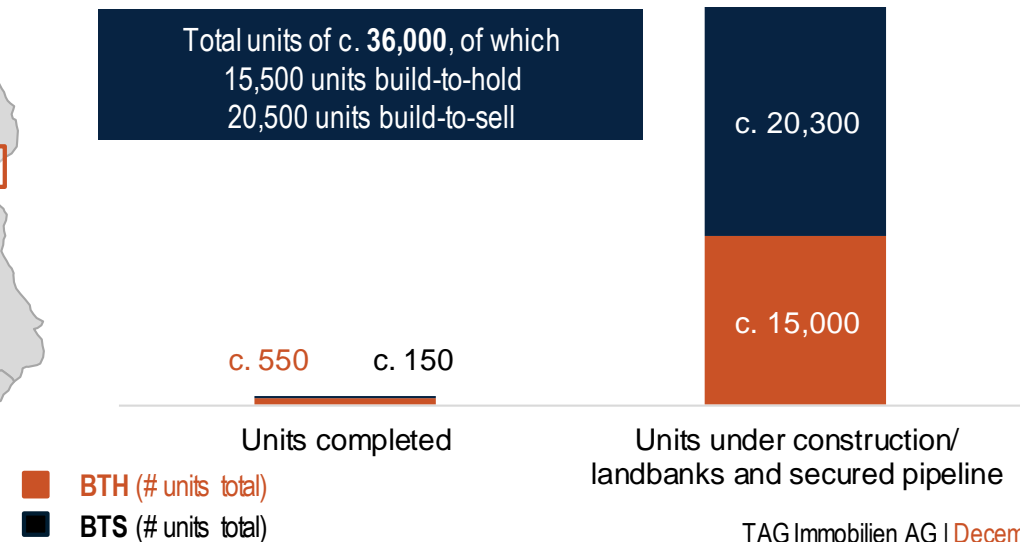 Total units of c. 36,000, of which
15,500 units build-to-hold
20,500 units build-to-sell
c. 20,300
c. 15,000
c. 550
c. 150
Units completed
Units under construction/
landbanks and secured pipeline
BTH (# units total)
BTS (# units total)
TAG Immobilien AG |